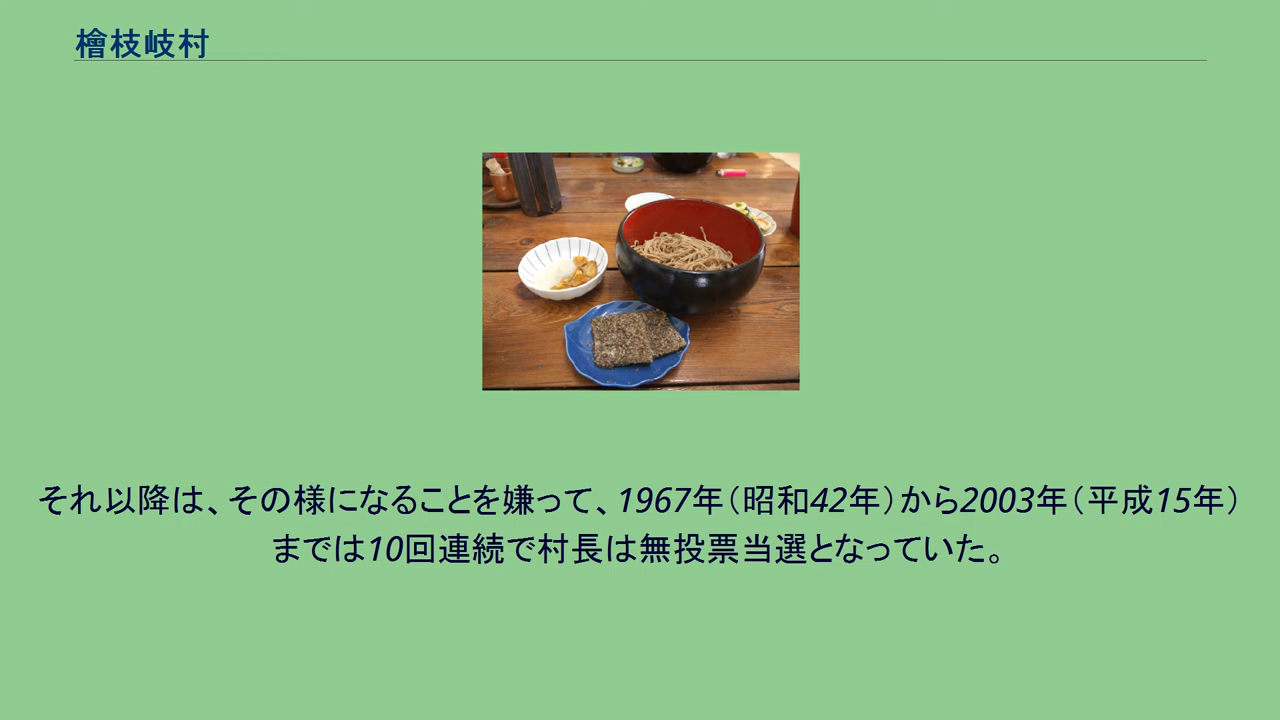 檜枝岐村
それ以降は、その様になることを嫌って、1967年（昭和42年）から2003年（平成15年）
までは10回連続で村長は無投票当選となっていた。